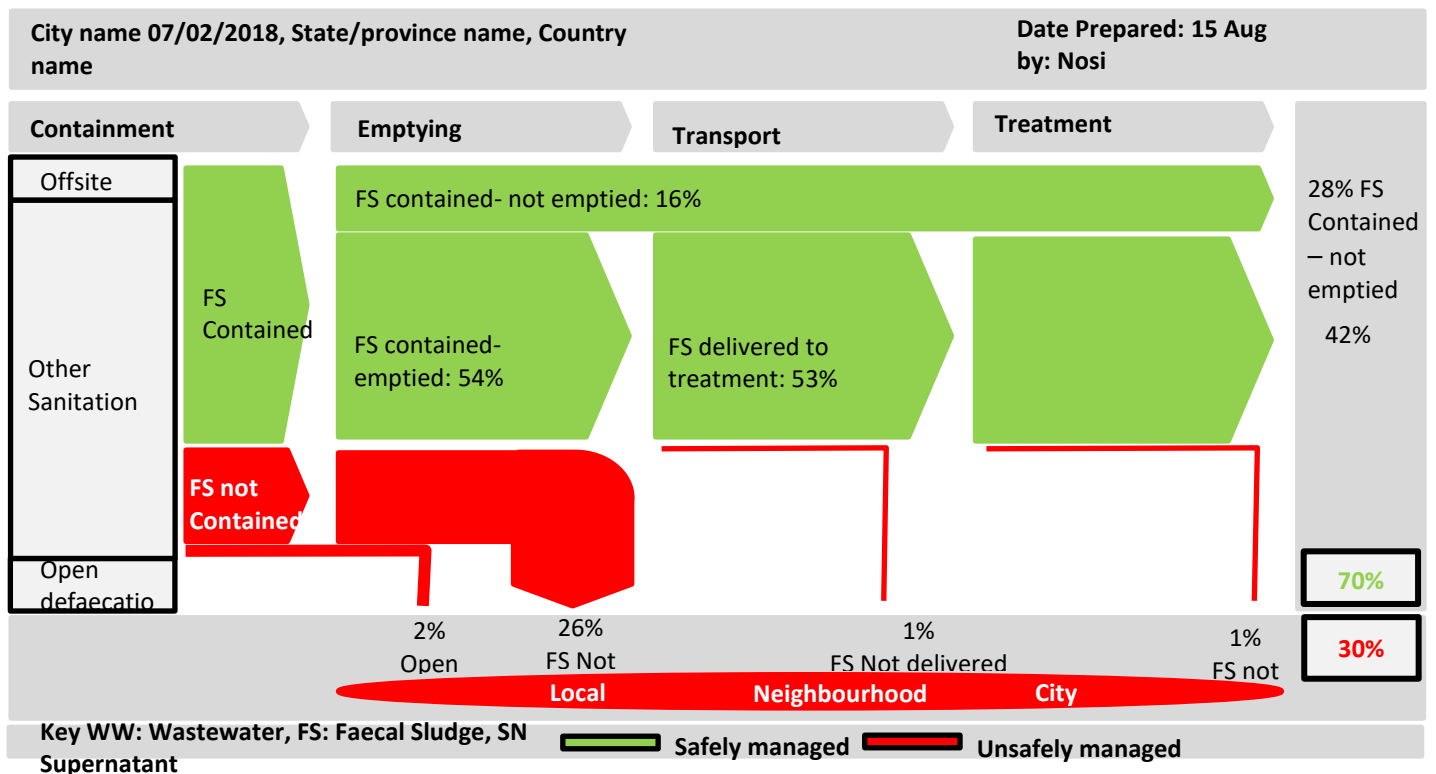 City name 07/02/2018, State/province name, Country
name
Date Prepared: 15 Aug
by: Nosi
Containment
Emptying
Transport
Treatment
Offsite
Other
Sanitation
Open
defaecatio
FS
Contained
FS not
Contained
FS contained- not emptied: 16%
FS contained-
emptied: 54%
FS delivered to
treatment: 53%
28% FS
Contained
– not
emptied
42%
70%
30%
2%
Open
26%
FS Not
1%
FS Not delivered
1%
FS not
Local
Neighbourhood
City
Key WW: Wastewater, FS: Faecal Sludge, SN
Supernatant
Safely managed
Unsafely managed